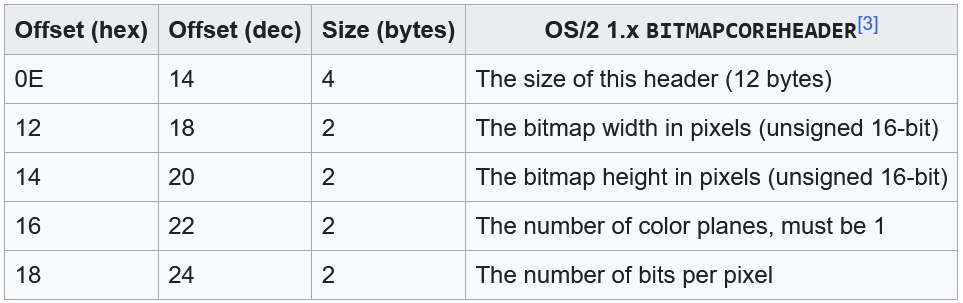 Offset (hex) Offset (dec) Size (bytes) OS/2 1.x BITMAPCOREHEADER[3]
0E 14 4 The size of this header (12 bytes)
12 18 2 The bitmap width in pixels (unsigned 16-bit)
14 20 2 The bitmap height in pixels (unsigned 16-bit)
16 22 2 The number of color planes, must be 1
18 24 2 The number of bits per pixel